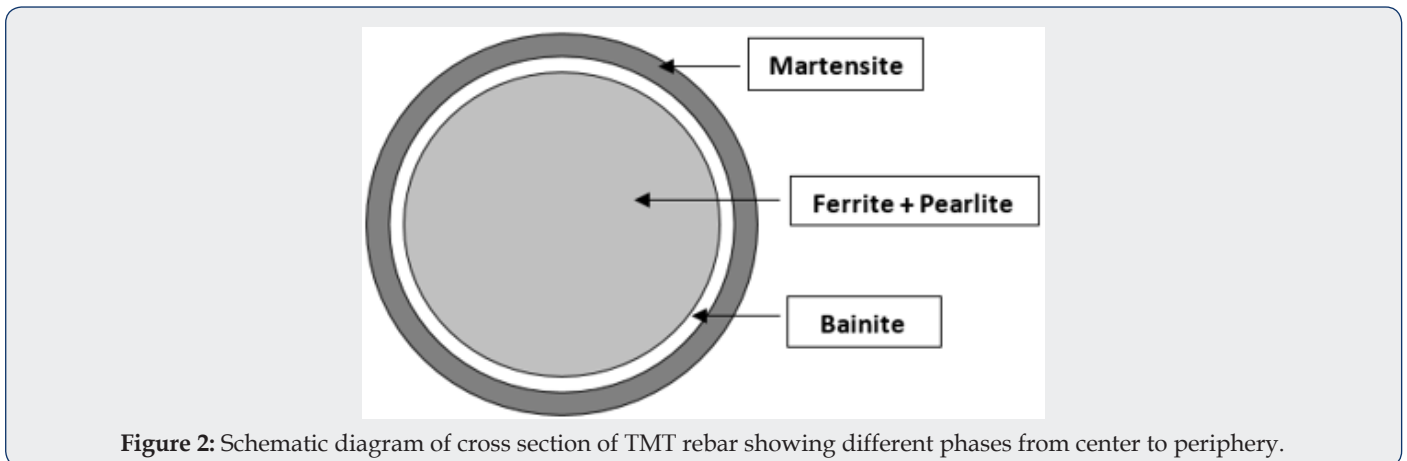 Martensite
Ferrite + Pearlite
Bainite
Figure 2: Schematic diagram of cross section of TMT rebar showing different phases from center to periphery.